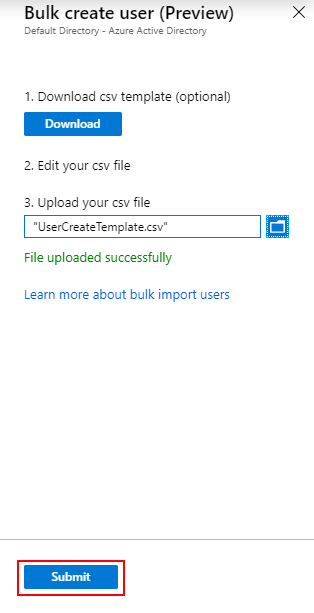 Bulk create user (Preview)
Default Directory - Azure Active Directory
1. Download csv template (optional)
Download
2. Edit your csv file
3. Upload your csv file
"UserCreateTemplate.csv"
File uploaded successfully
Learn more about bulk import users
Submit